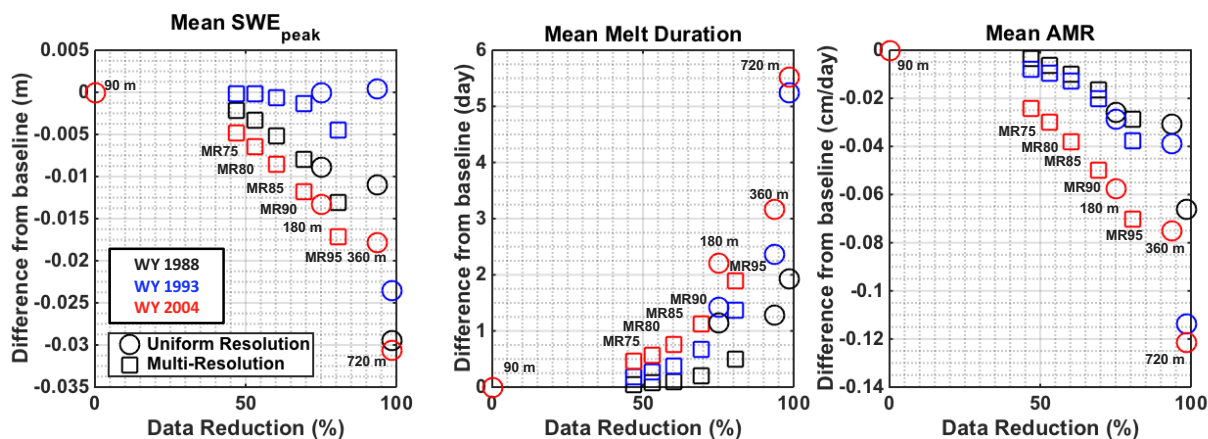 Mean SWE peak
Difference from baseline (m)
0.005
0
-0.005
-0.01
-0.015
-0.02
-0.025
-0.03
-0.035
90 m
MR75
MR80
MR85
MR90
180 m
MR95
360 m
720 m
WY 1988
WY 1993
WY 2004
Uniform Resolution
Multi-Resolution
0
50
100
Data Reduction (%)
Mean Melt Duration
Difference from baseline (day)
6
5
4
3
2
1
0
720 m
360 m
180 m
MR95
MR90
MR85
MR80
MR75
90 m
0
50
100
Data Reduction (%)
Mean AMR
Difference from baseline (cm/day)
0
-0.02
-0.04
-0.06
-0.08
-0.1
-0.12
-0.14
90 m
MR75
MR80
MR85
MR90
180 m
MR95
360 m
720 m
0
50
100
Data Reduction (%)